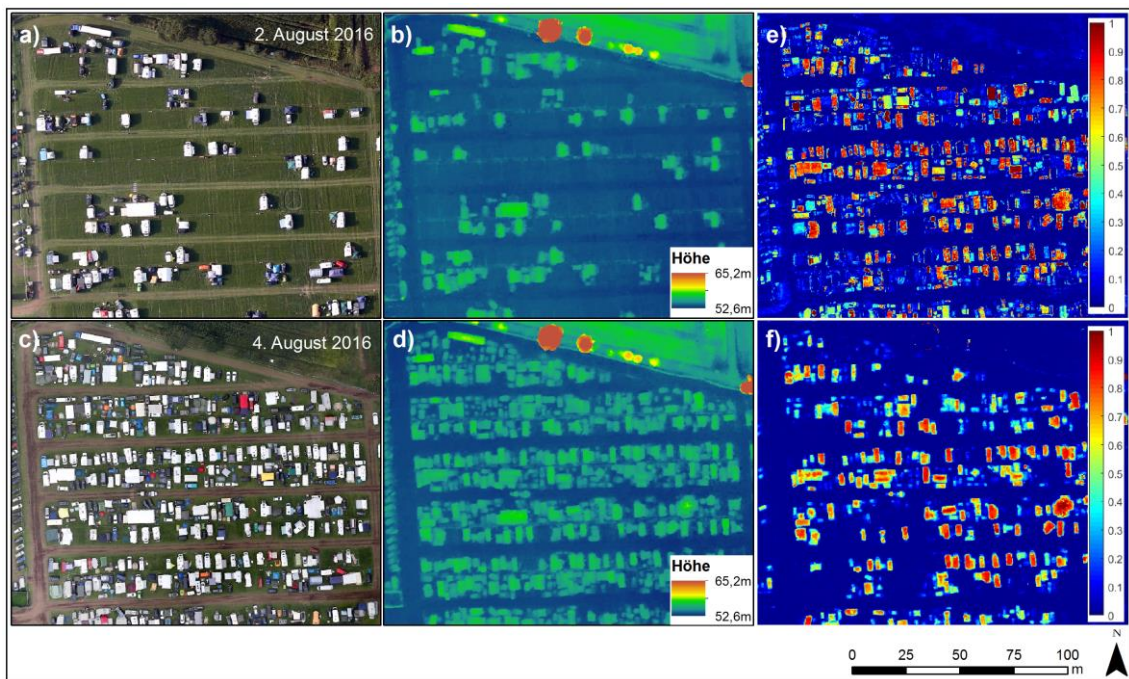 a) 2. August 2016
b)
Höhe
65,2m
52,6m
e)
1
0.9
0.8
0.7
0.6
0.5
0.4
0.3
0.2
0.1
0
c) 4. August 2016
d)
Höhe
65,2m
52,6m
f)
1
0.9
0.8
0.7
0.6
0.5
0.4
0.3
0.2
0.1
0
0 25 50 75 100
m
N